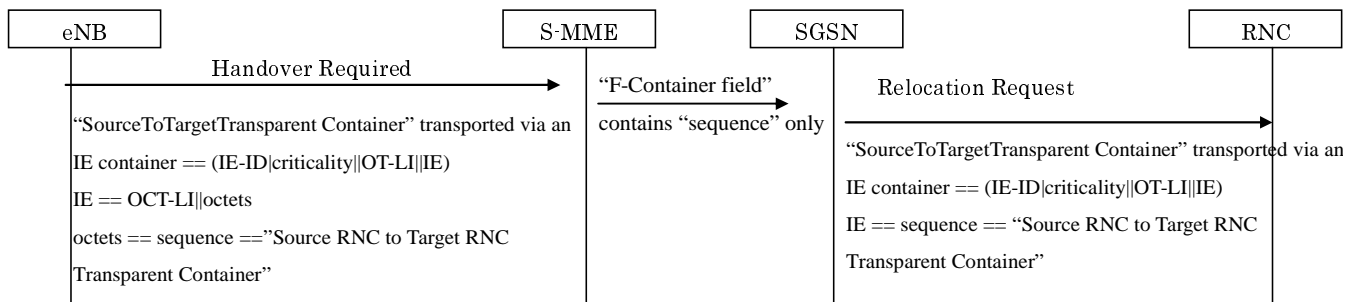 eNB
S-MME
SGSN
RNC
Handover Required
“F-Container field”
contains “sequence” only
Relocation Request
“SourceToTargetTransparent Container” transported via an
IE container == (IE-ID|criticality||OT-LI||IE)
IE == OCT-LI||octets
octets == sequence ==”Source RNC to Target RNC
Transparent Container”
“SourceToTargetTransparent Container” transported via an
IE container == (IE-ID|criticality||OT-LI||IE)
IE == sequence == “Source RNC to Target RNC
Transparent Container”